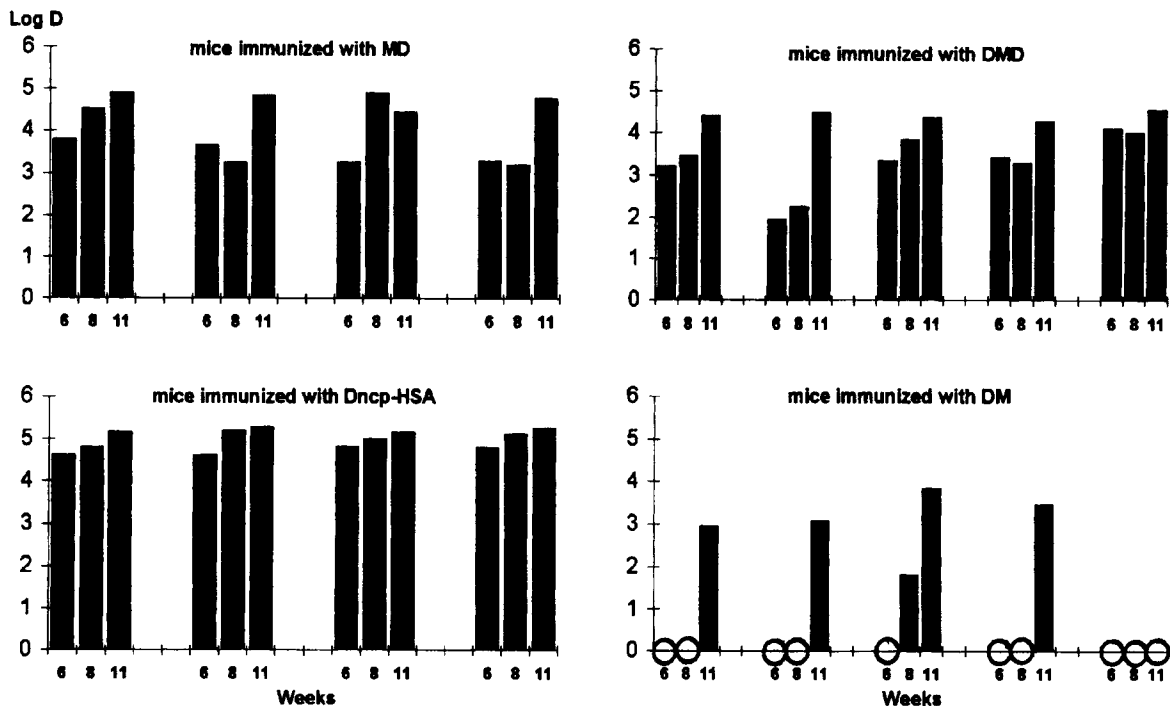 Log D
mice immunized with MD
6
5
4
3
2
1
0
6 8 11 6 8 11 6 8 11 6 8 11
mice immunized with DMD
6
5
4
3
2
1
0
6 8 11 6 8 11 6 8 11 6 8 11 6 8 11
mice immunized with Dncp-HSA
6
5
4
3
2
1
0
6 8 11 6 8 11 6 8 11 6 8 11
Weeks
mice immunized with DM
6
5
4
3
2
1
0
6 8 11 6 8 11 6 8 11 6 8 11 6 8 11
Weeks